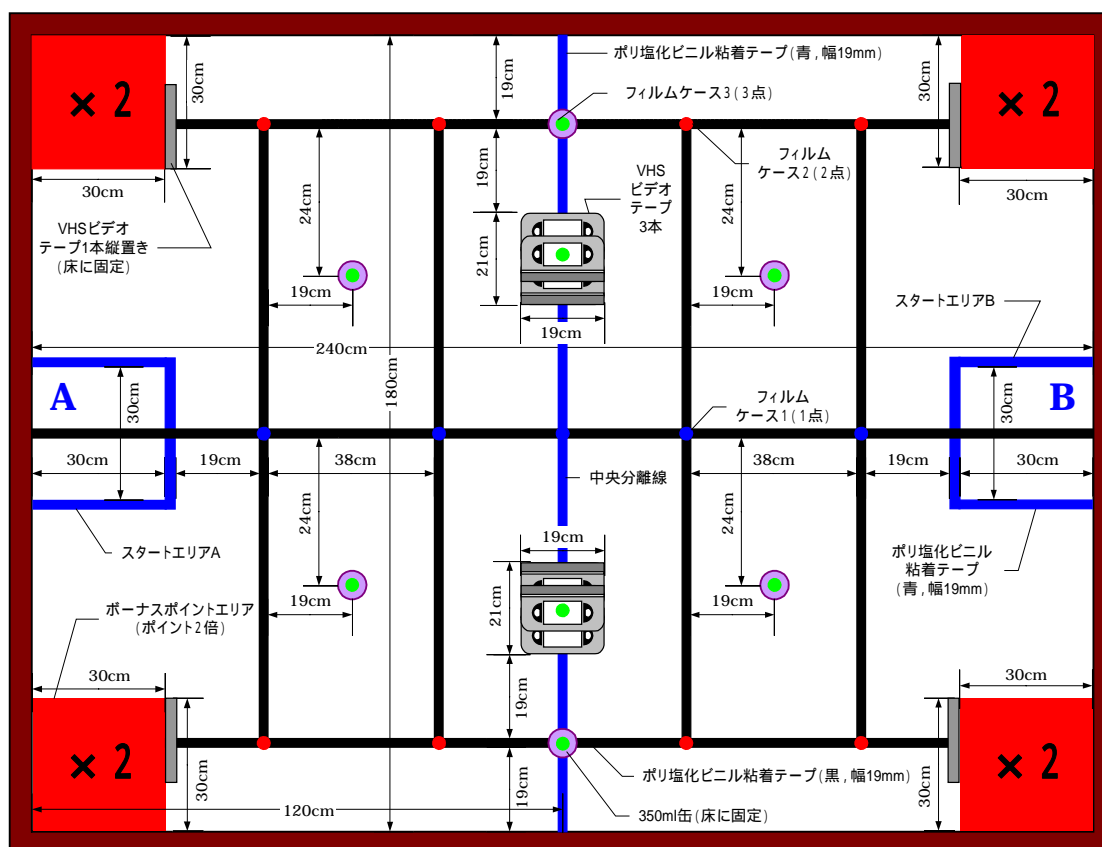 × 2
× 2
30cm
19cm
ポリ塩化ビニル粘着テープ(青,幅19mm)
30cm
フィルムケース3(3点)
30cm
VHSビデオ
テープ1本縦置き
(床に固定)
24cm
19cm
VHS
ビデオ
テープ
3本
フィルム
ケース2(2点)
24cm
30cm
21cm
19cm
19cm
19cm
スタートエリアB
240cm
180cm
A
30cm
フィルム
ケース1(1点)
30cm
B
30cm
19cm
38cm
中央分離線
38cm
19cm
30cm
24cm
24cm
スタートエリアA
19cm
ポリ塩化ビニル
粘着テープ
(青,幅19mm)
19cm
21cm
19cm
ボーナスポイントエリア
(ポイント2倍)
30cm
19cm
30cm
× 2
30cm
120cm
19cm
ポリ塩化ビニル粘着テープ(黒,幅19mm)
350ml缶(床に固定)
30cm
× 2